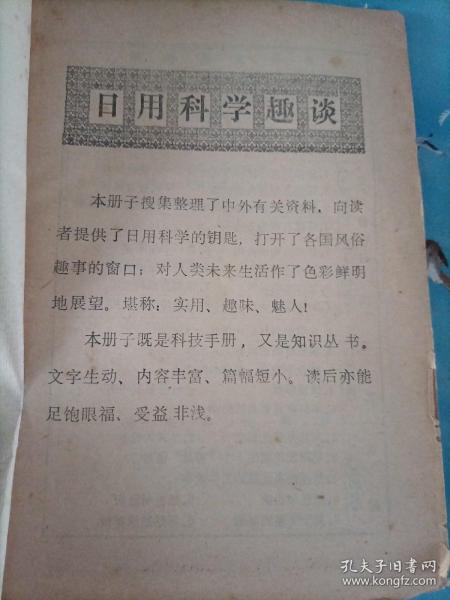 日用科学趣谈
本册子搜集整理了中外有关资料，向读
者提供了日用科学的钥匙，打开了各国风俗
趣事的窗口；对人类未来生活作了色彩鲜明
地展望。堪称：实用、趣味、魅人！
本册子既是科技手册，又是知识丛书。
文字生动、内容丰富、篇幅短小。读后亦能
足饱眼福、受益非浅。
孔夫子旧书网
www.kongfz.com